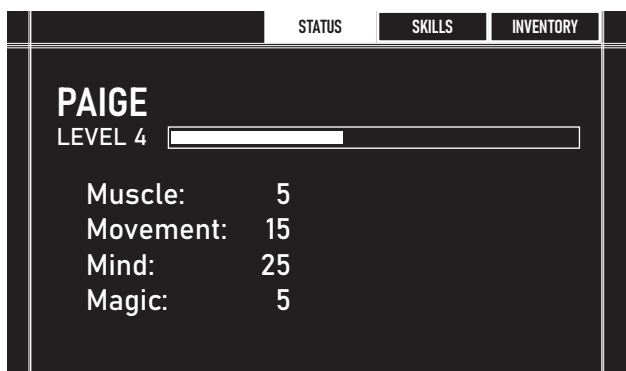 STATUS SKILLS INVENTORY
PAIGE
LEVEL 4
Muscle: 5
Movement: 15
Mind: 25
Magic: 5